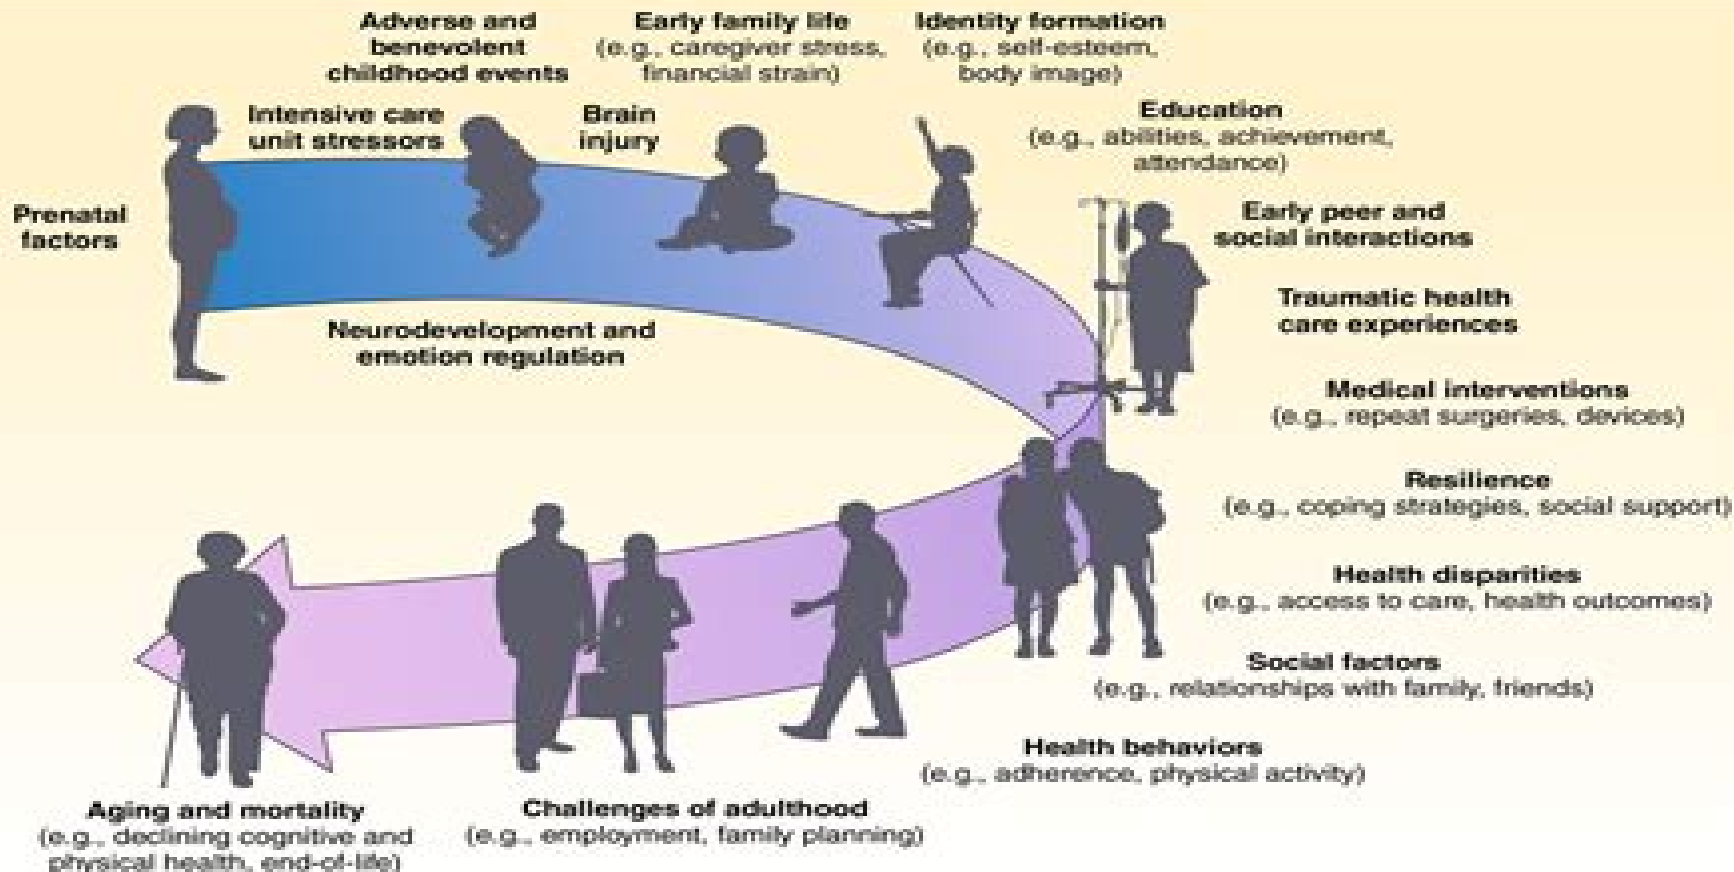 Adverse and
benevolent
childhood events
Early family life
(e.g., caregiver stress,
financial strain)
Identity formation
(e.g., self-esteem,
body image)
Intensive care
unit stressors
Brain
injury
Education
(e.g., abilities, achievement,
attendance)
Prenatal
factors
Early peer and
social interactions
Traumatic health
care experiences
Neurodevelopment and
emotion regulation
Medical interventions
(e.g., repeat surgeries, devices)
Resilience
(e.g., coping strategies, social support)
Health disparities
(e.g., access to care, health outcomes)
Social factors
(e.g., relationships with family, friends)
Health behaviors
(e.g., adherence, physical activity)
Challenges of adulthood
(e.g., employment, family planning)
Aging and mortality
(e.g., declining cognitive and
physical health, end-of-life)